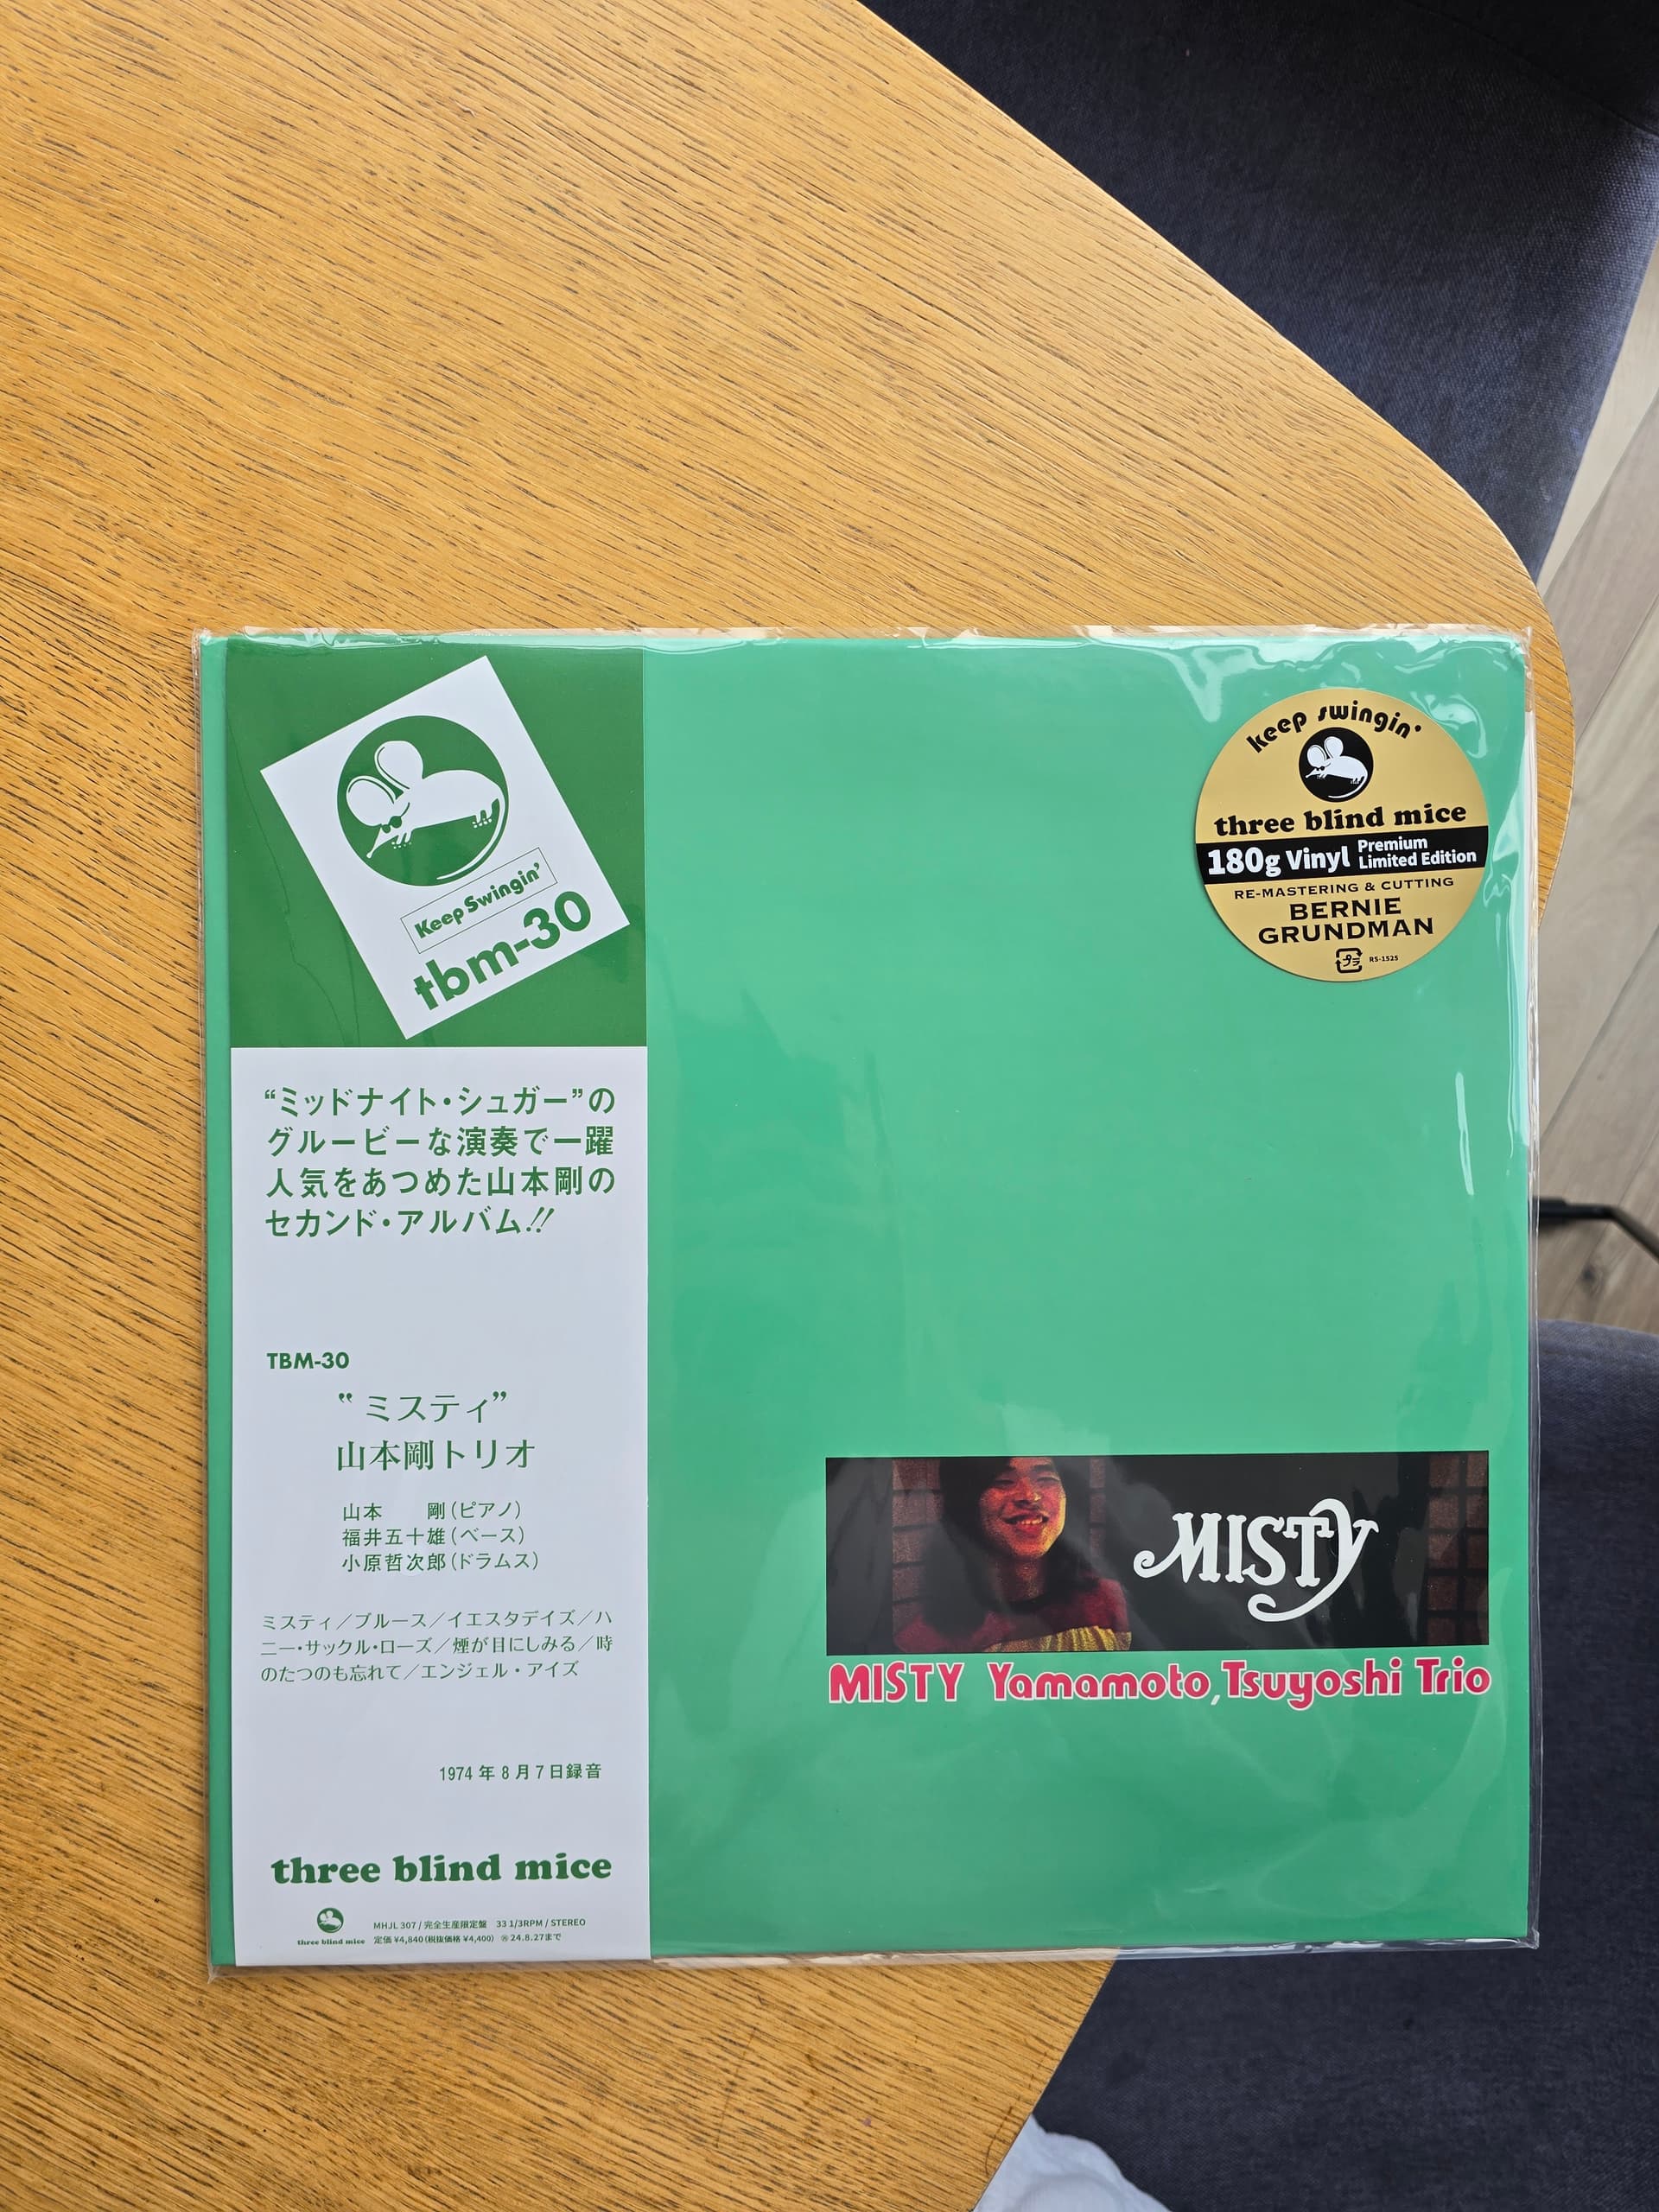 Keep Swingin'
tbm-30
“ミッドナイト・シュガー”の
グルービーな演奏で一躍
人気をあつめた山本剛の
セカンド・アルバム!!
TBM-30
“ミスティ”
山本剛トリオ
山本　　剛(ピアノ)
福井五十雄(ベース)
小原哲次郎(ドラムス)
ミスティ／ブルース／イエスタデイズ／ハ
ニー・サックル・ローズ／煙が目にしみる／時
のたつのも忘れて／エンジェル・アイズ
1974年8月7日録音
three blind mice
three blind mice
MHJL 307 / 完全生産限定盤　33 1/3RPM / STEREO
定価 ¥4,840(税抜価格 ¥4,400) 24.8.27まで
keep swingin'
three blind mice
180g Vinyl Premium Limited Edition
RE-MASTERING & CUTTING
BERNIE
GRUNDMAN
プラ RS-1525
MISTY
MISTY Yamamoto, Tsuyoshi Trio